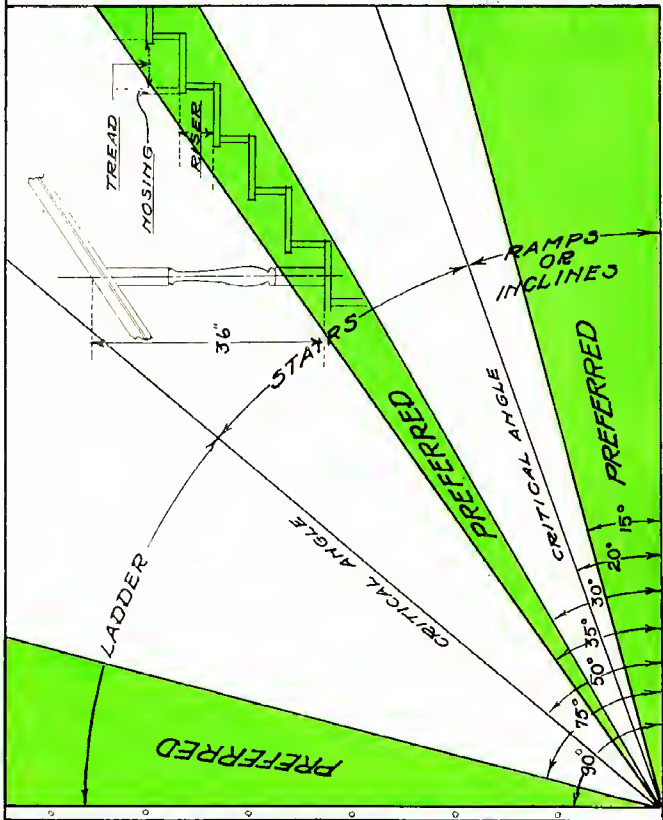 TREAD
NOSING
RISER
36"
STAIRS
RAMPS
OR
INCLINES
LADDER
CRITICAL ANGLE
PREFERRED
CRITICAL ANGLE
PREFERRED
PREFERRED
15°
20°
30°
35°
50°
75°
90°